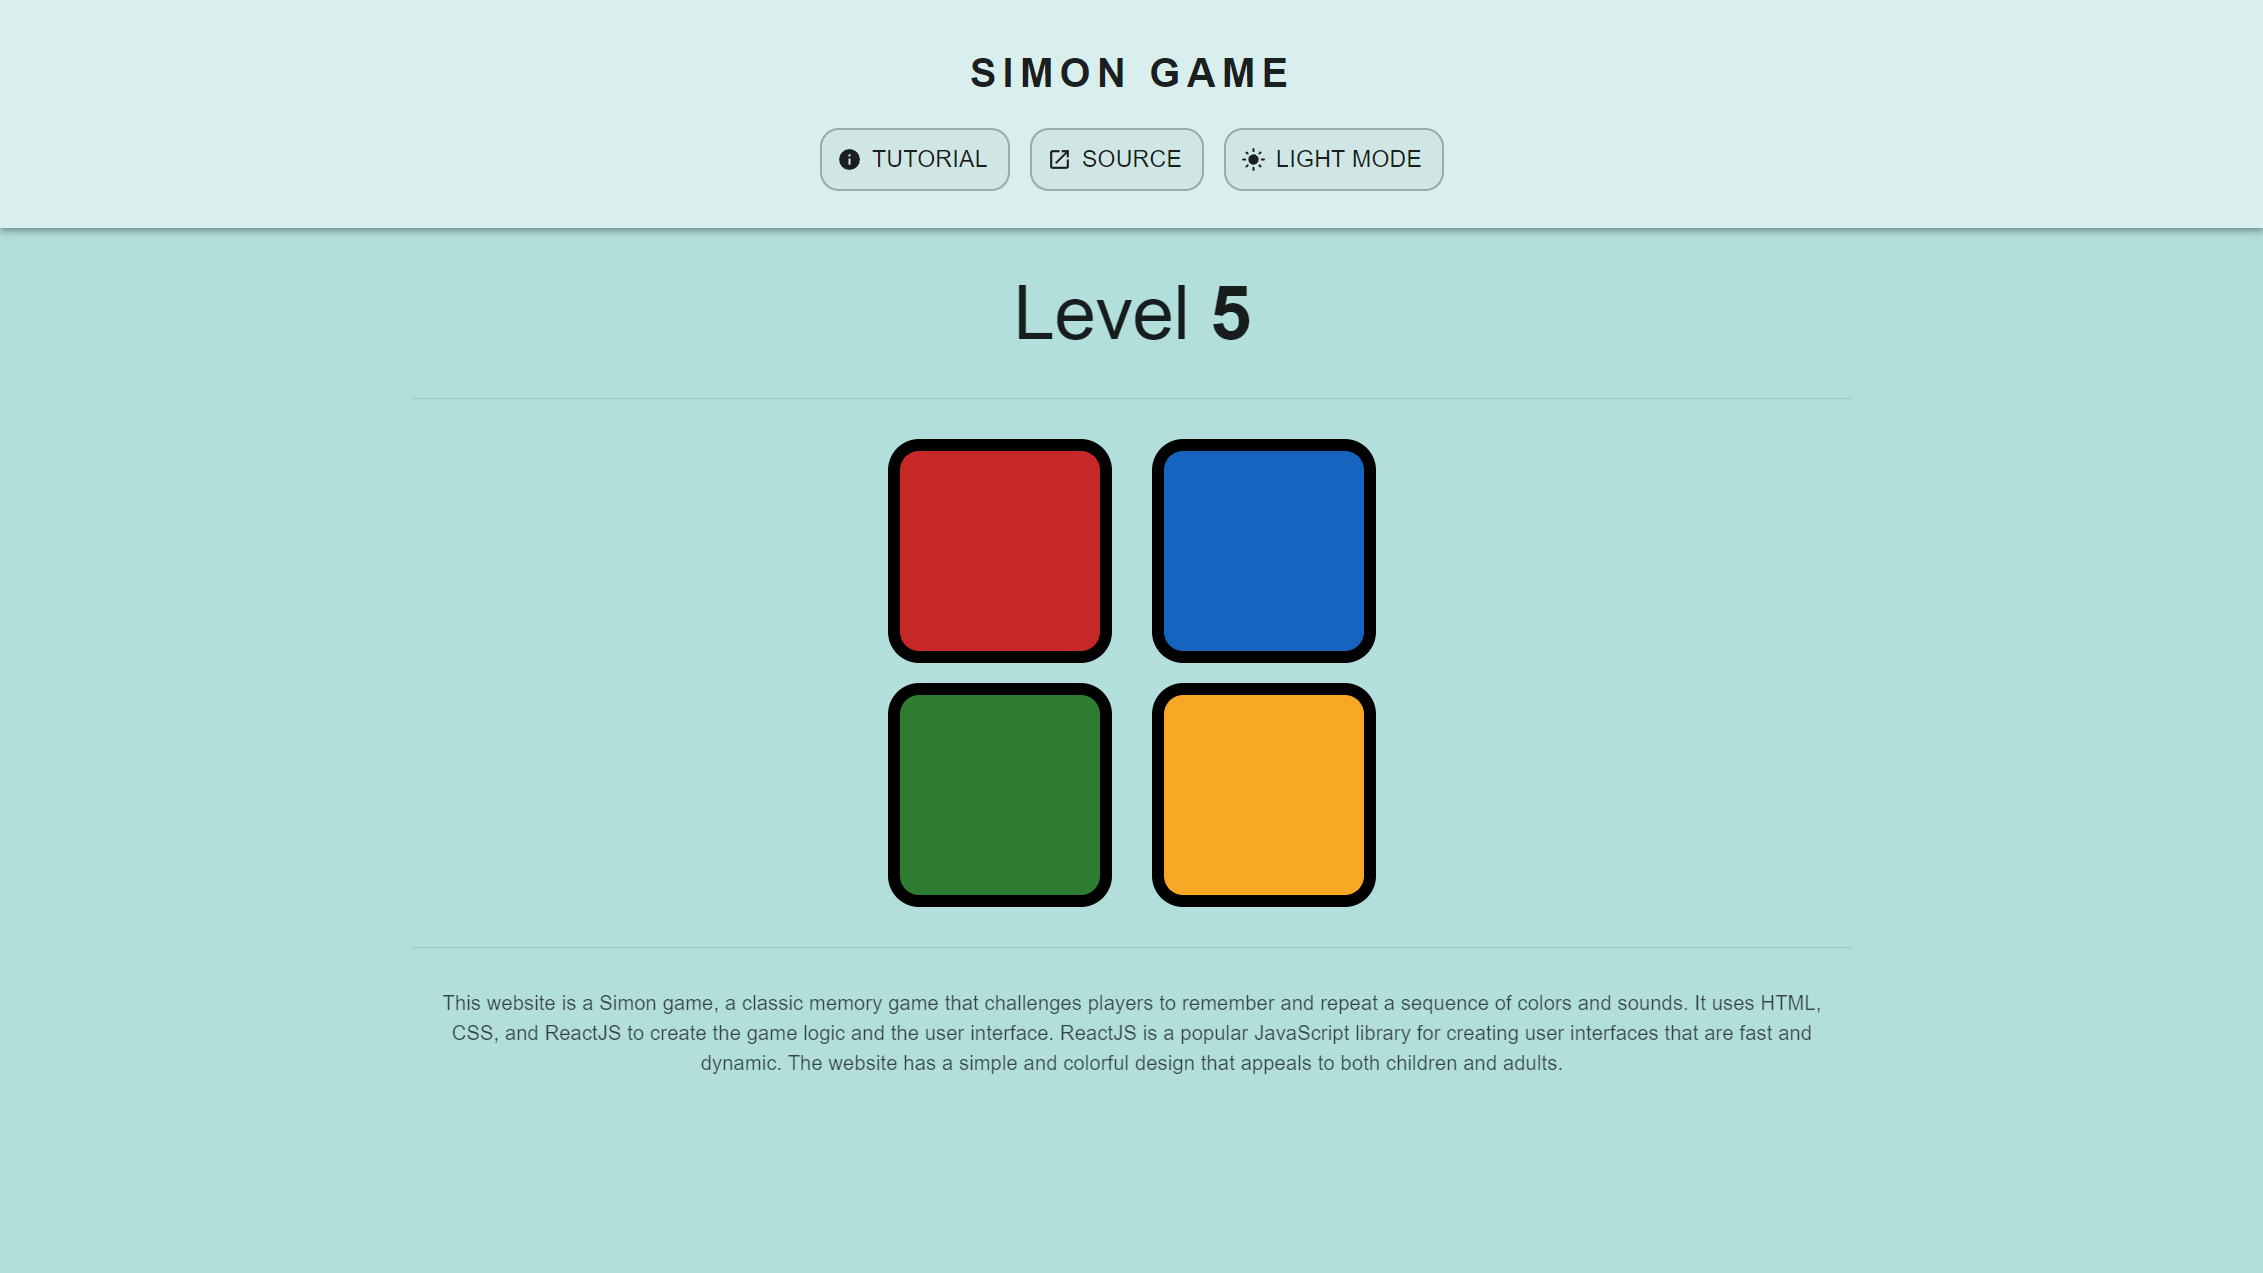 SIMON GAME
TUTORIAL
SOURCE
LIGHT MODE
Level 5
This website is a Simon game, a classic memory game that challenges players to remember and repeat a sequence of colors and sounds. It uses HTML,
CSS, and ReactJS to create the game logic and the user interface. ReactJS is a popular JavaScript library for creating user interfaces that are fast and
dynamic. The website has a simple and colorful design that appeals to both children and adults.